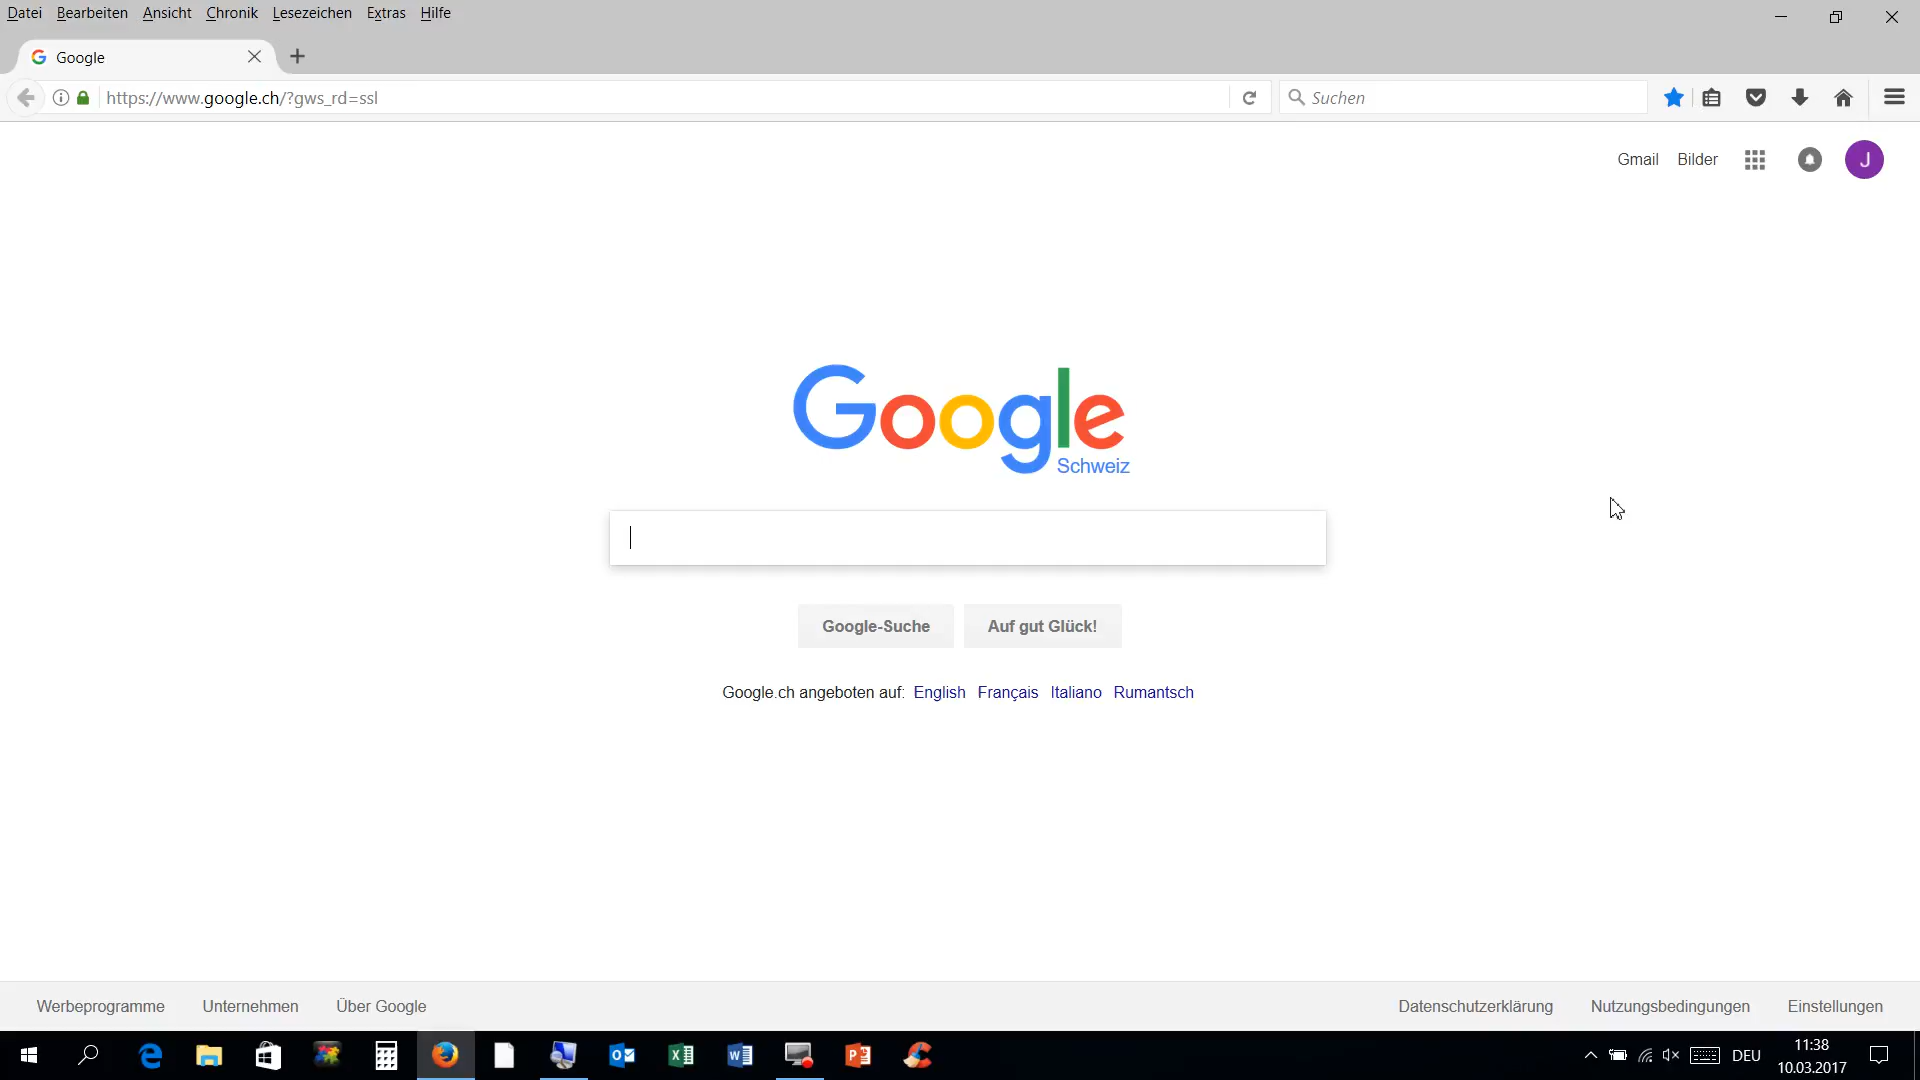 Datei Bearbeiten Ansicht Chronik Lesezeichen Extras Hilfe
Google
https://www.google.ch/?gws_rd=ssl
Suchen
Gmail Bilder
J
Google
Schweiz
Google-Suche Auf gut Glück!
Google.ch angeboten auf: English Français Italiano Rumantsch
Werbeprogramme Unternehmen Über Google Datenschutzerklärung Nutzungsbedingungen Einstellungen
DEU
11:38
10.03.2017